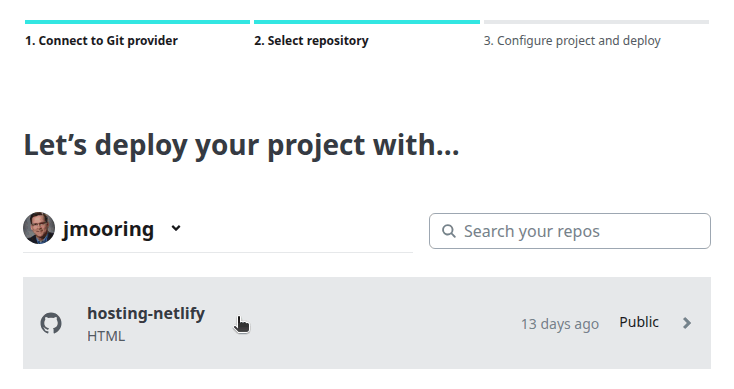 1. Connect to Git provider
2. Select repository
3. Configure project and deploy
Let’s deploy your project with…
jmooring
Search your repos
hosting-netlify
13 days ago
Public
HTML